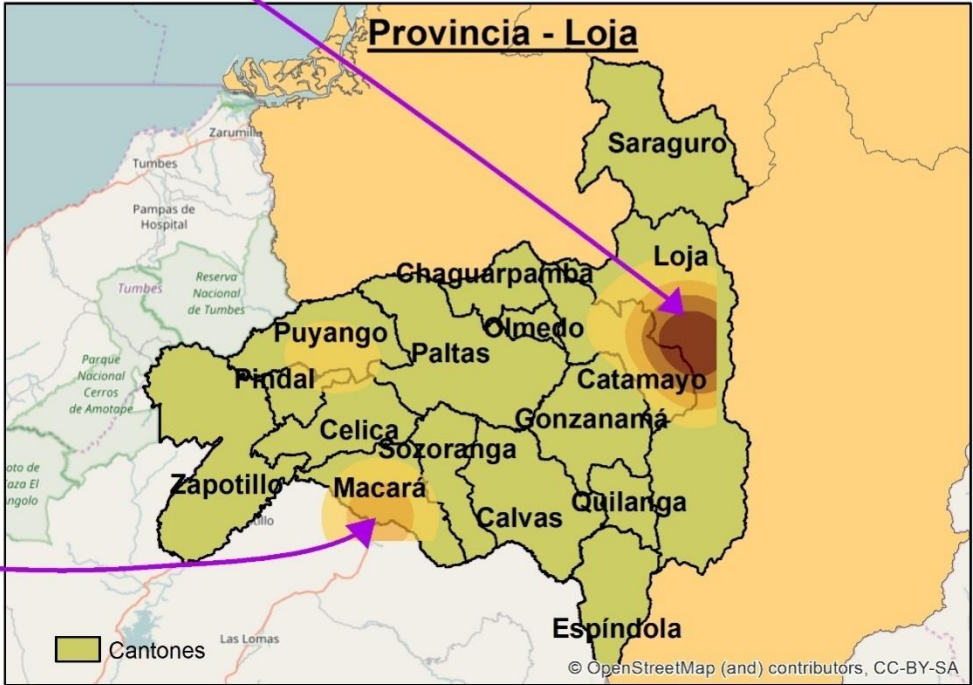 Provincia - Loja
Saraguro
Zarumilla
Tumbes
Pampas de
Hospital
Loja
Chaguarpamba
Tumbes
Reserva
Nacional
de Tumbes
Puyango
Olmedo
Paltas
Parque
Nacional
Cerros
de Amotape
Pindal
Catamayo
Gonzanamá
Celica
Sozoranga
Zapotillo
Macará
Quilanga
Calvas
Espíndola
Las Lomas
Cantones
© OpenStreetMap (and) contributors, CC-BY-SA